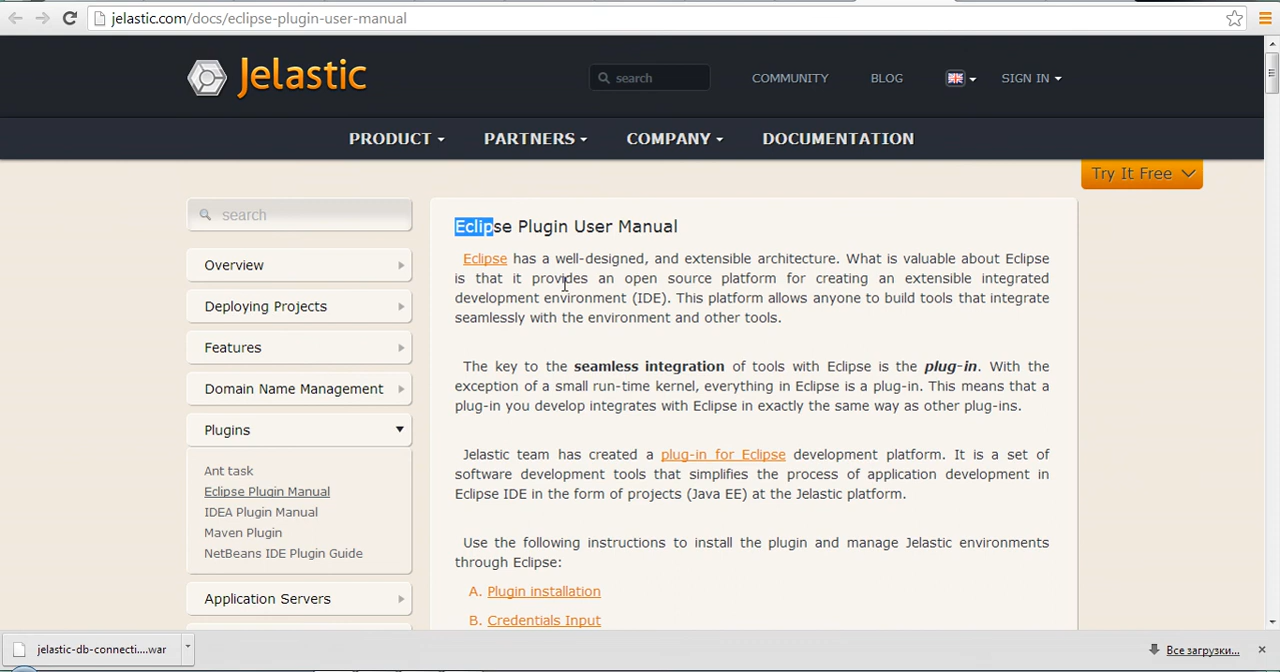 jelastic.com/docs/eclipse-plugin-user-manual
Jelastic
search
COMMUNITY
BLOG
SIGN IN
PRODUCT
PARTNERS
COMPANY
DOCUMENTATION
Try It Free
search
Overview
Deploying Projects
Features
Domain Name Management
Plugins
Ant task
Eclipse Plugin Manual
IDEA Plugin Manual
Maven Plugin
NetBeans IDE Plugin Guide
Application Servers
Eclipse Plugin User Manual
Eclipse has a well-designed, and extensible architecture. What is valuable about Eclipse
is that it provides an open source platform for creating an extensible integrated
development environment (IDE). This platform allows anyone to build tools that integrate
seamlessly with the environment and other tools.
The key to the seamless integration of tools with Eclipse is the plug-in. With the
exception of a small run-time kernel, everything in Eclipse is a plug-in. This means that a
plug-in you develop integrates with Eclipse in exactly the same way as other plug-ins.
Jelastic team has created a plug-in for Eclipse development platform. It is a set of
software development tools that simplifies the process of application development in
Eclipse IDE in the form of projects (Java EE) at the Jelastic platform.
Use the following instructions to install the plugin and manage Jelastic environments
through Eclipse:
A. Plugin installation
B. Credentials Input
jelastic-db-connecti....war
Все загрузки...